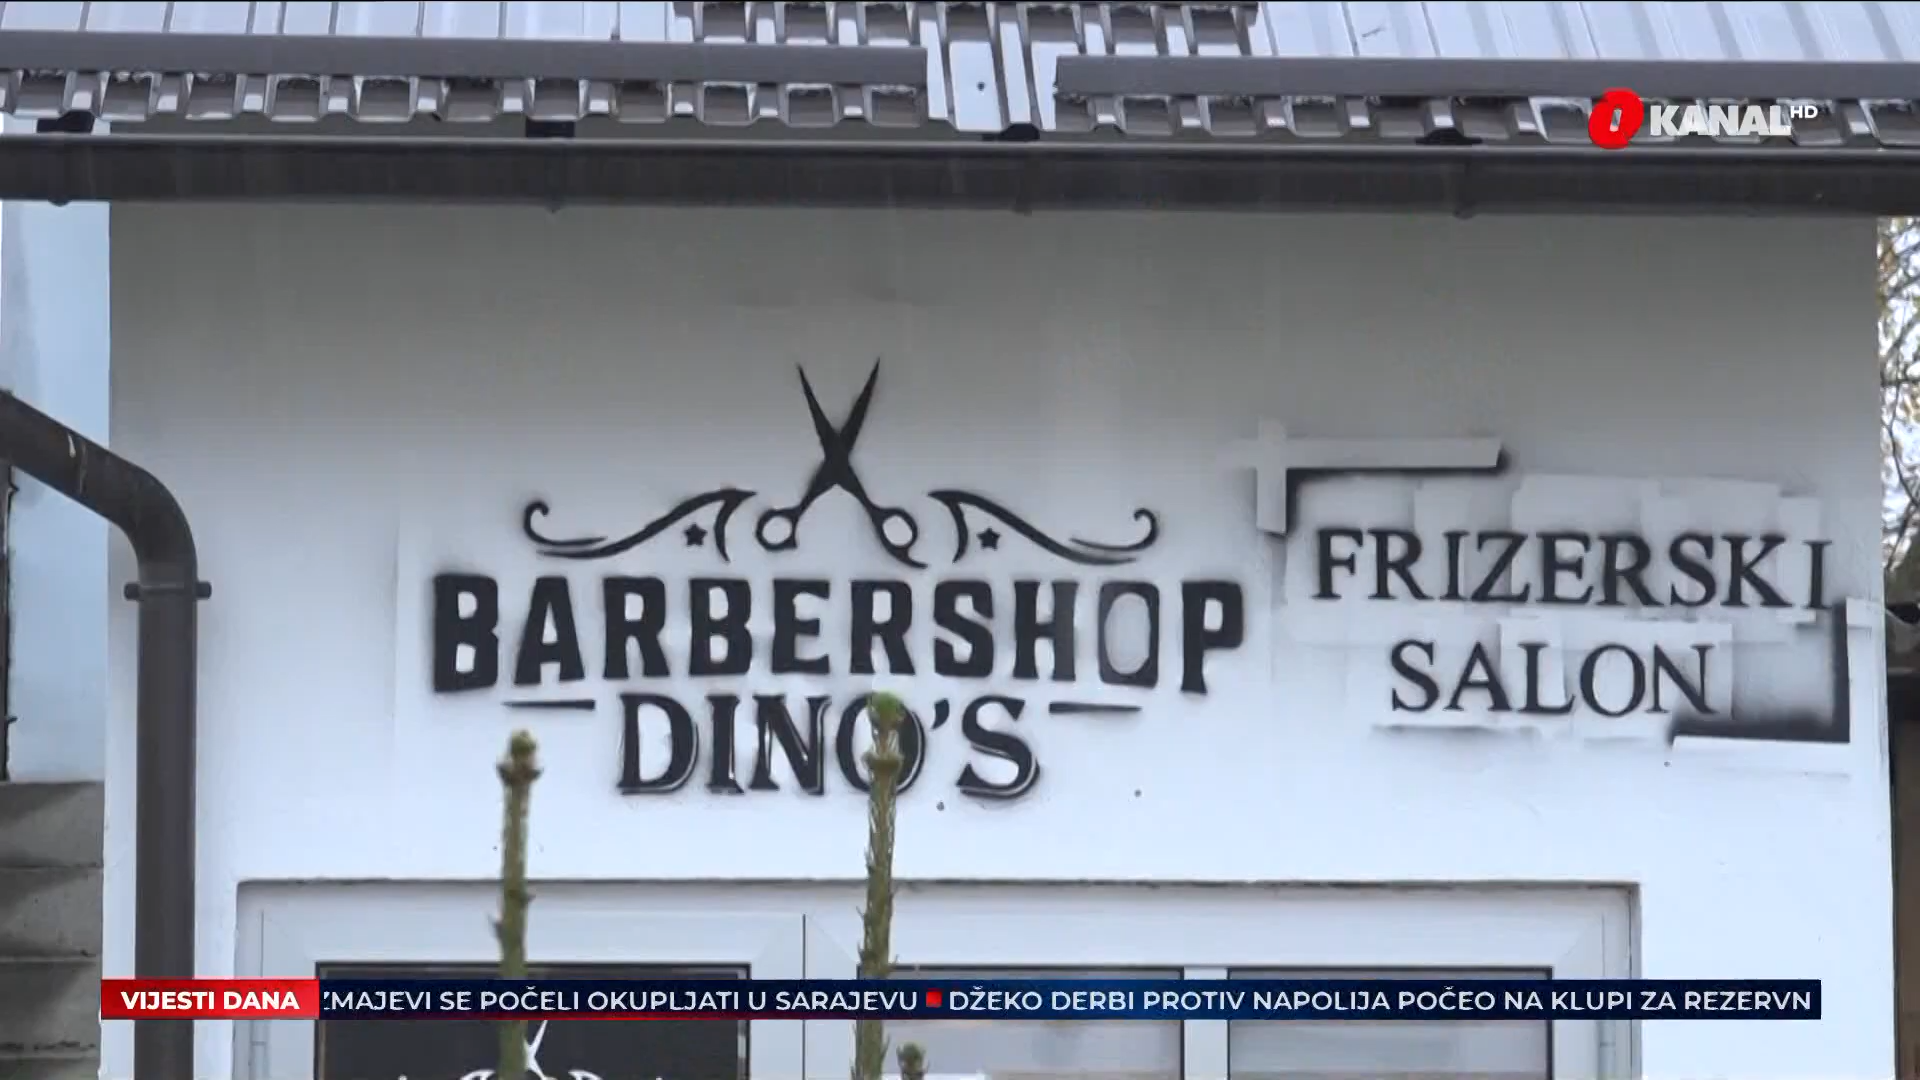 O KANAL HD
BARBERSHOP
DINO'S
FRIZERSKI
SALON
VIJESTI DANA
ZMAJEVI SE POČELI OKUPLJATI U SARAJEVU ■ DŽEKO DERBI PROTIV NAPOLIJA POČEO NA KLUPI ZA REZERVN